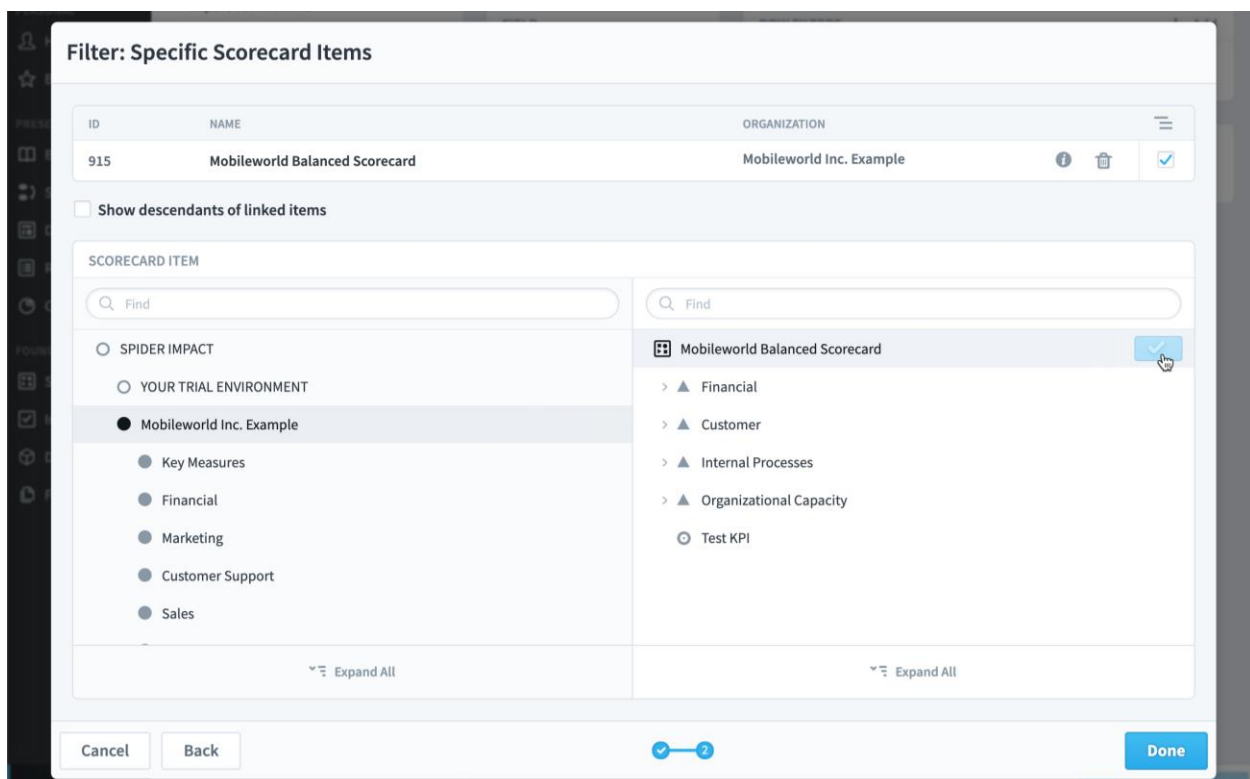 Filter: Specific Scorecard Items
ID NAME ORGANIZATION
915 Mobileworld Balanced Scorecard Mobileworld Inc. Example
Show descendants of linked items
SCORECARD ITEM
Find Find
SPIDER IMPACT Mobileworld Balanced Scorecard
YOUR TRIAL ENVIRONMENT Financial
Mobileworld Inc. Example Customer
Key Measures Internal Processes
Financial Organizational Capacity
Marketing Test KPI
Customer Support
Sales
Expand All Expand All
Cancel Back 2 Done